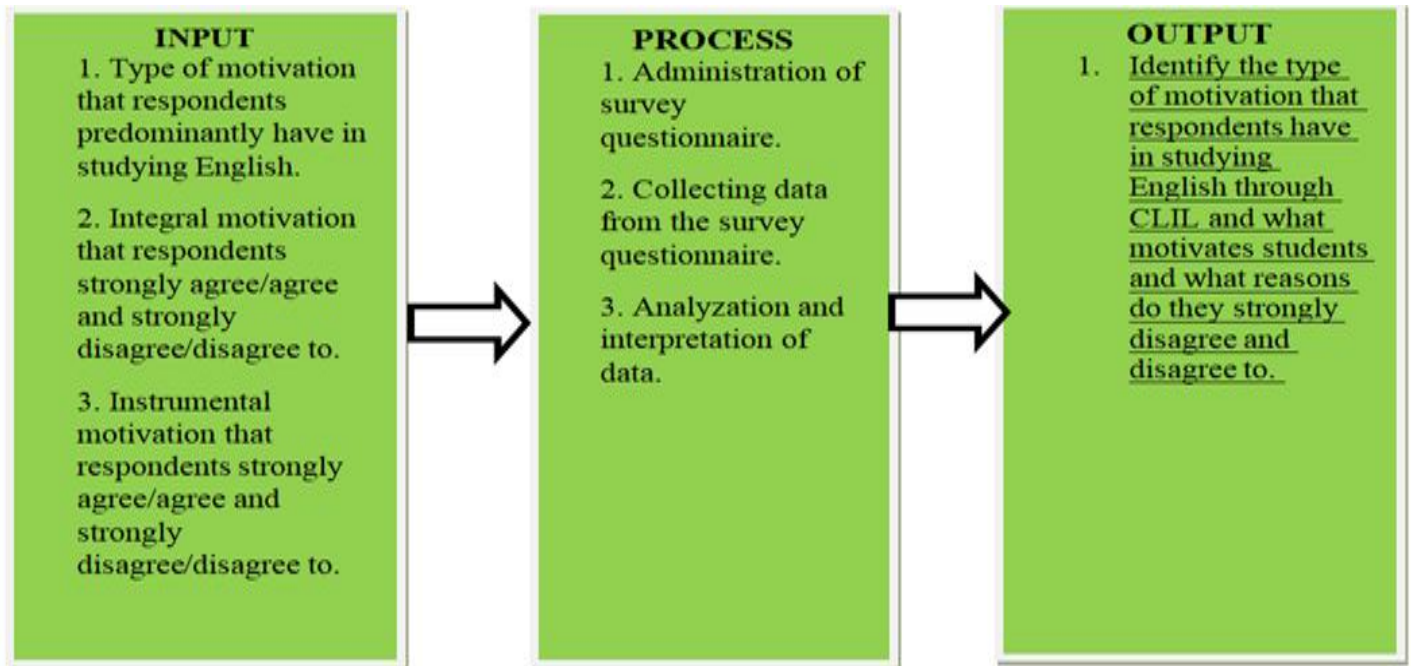 INPUT
1. Type of motivation
that respondents
predominantly have in
studying English.
2. Integral motivation
that respondents
strongly agree/agree
and strongly
disagree/disagree to.
3. Instrumental
motivation that
respondents strongly
agree/agree and
strongly
disagree/disagree to.
PROCESS
1. Administration of
survey
questionnaire.
2. Collecting data
from the survey
questionnaire.
3. Analyzation and
interpretation of
data.
OUTPUT
1. Identify the type
of motivation that
respondents have
in studying
English through
CLIL and what
motivates students
and what reasons
do they strongly
disagree and
disagree to.